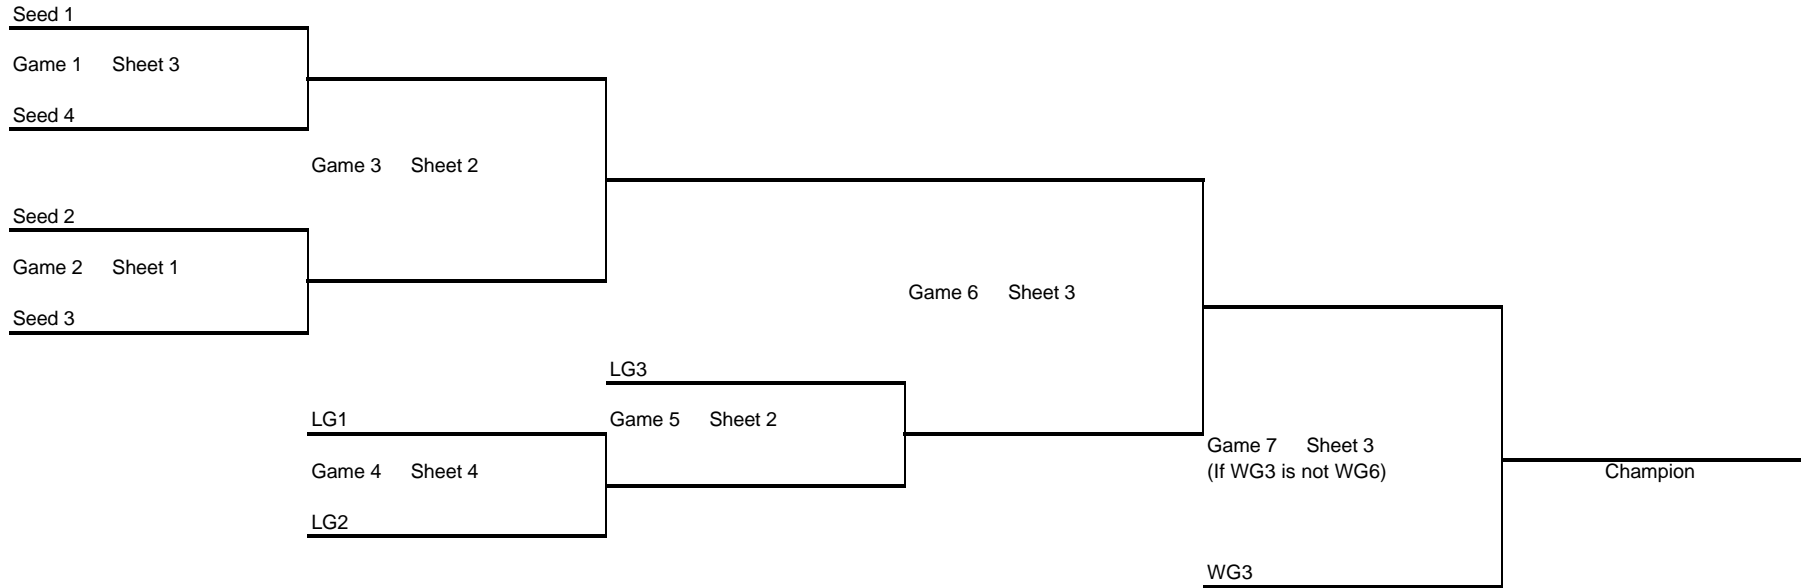 Seed 1
Game 1 Sheet 3
Seed 4
Game 3 Sheet 2
Seed 2
Game 2 Sheet 1
Seed 3
Game 6 Sheet 3
LG3
LG1
Game 5 Sheet 2
Game 4 Sheet 4
LG2
Game 7 Sheet 3
(If WG3 is not WG6)
Champion
WG3